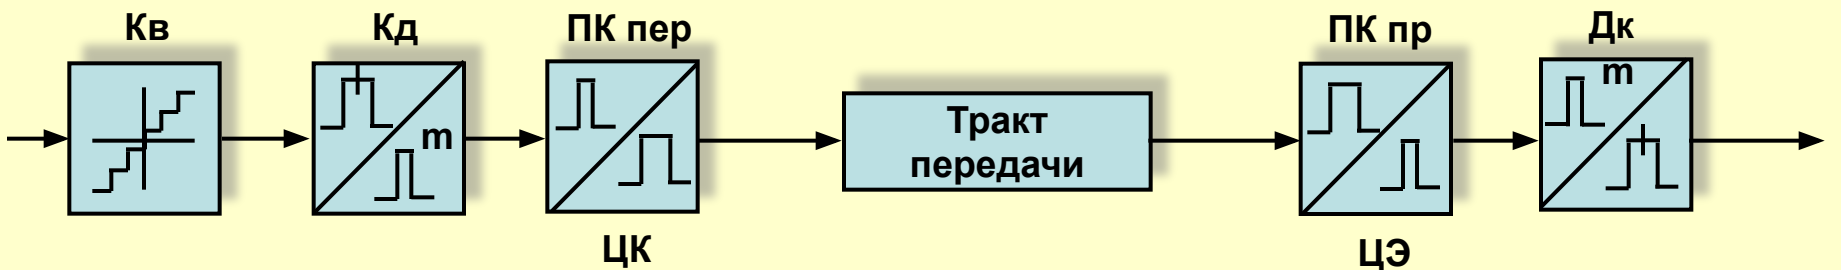 Кв
Кд
ПК пер
ПК пр
Дк
m
m
Тракт
передачи
ЦК
ЦЭ